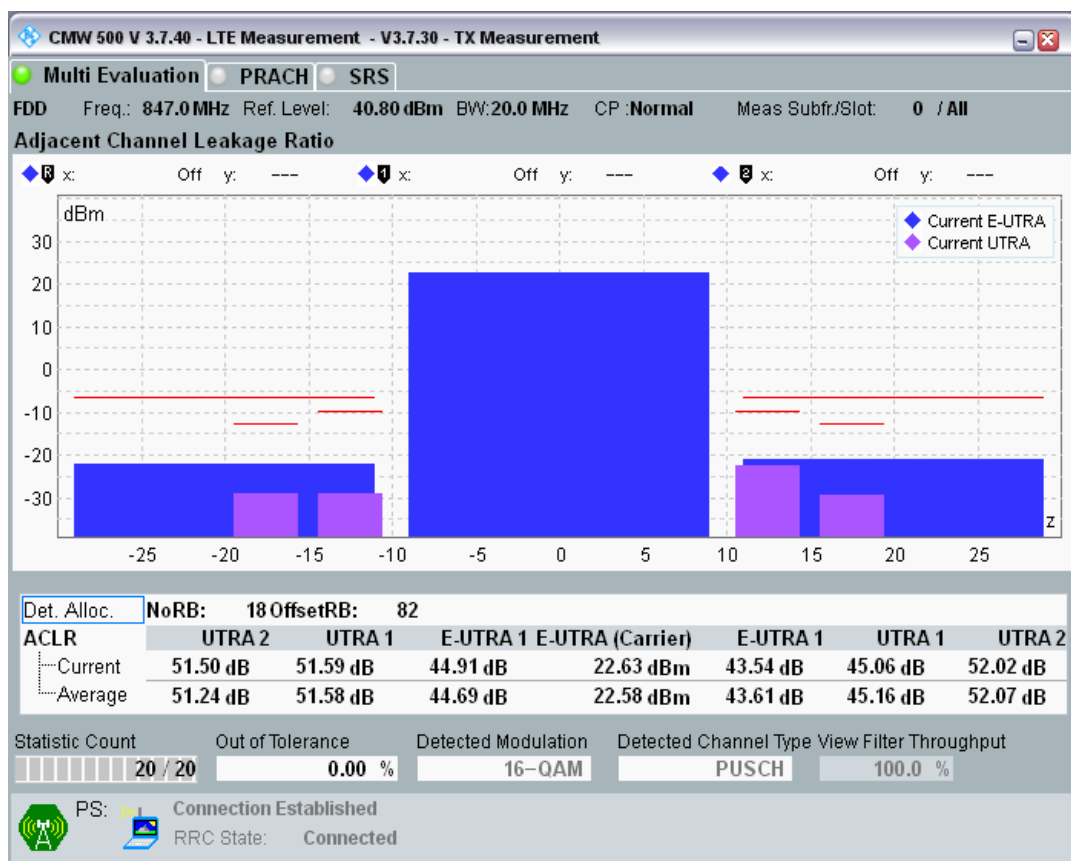 CMW 500 V 3.7.40 - LTE Measurement - V3.7.30 - TX Measurement
Multi Evaluation PRACH SRS
FDD Freq.: 847.0 MHz Ref. Level: 40.80 dBm BW:20.0 MHz CP :Normal Meas Subfr./Slot: 0 / All
Adjacent Channel Leakage Ratio
R x: Off y: --- 1 x: Off y: --- 2 x: Off y: ---
dBm
Current E-UTRA
Current UTRA
30
20
10
0
-10
-20
-30
z
-25 -20 -15 -10 -5 0 5 10 15 20 25
Det. Alloc. NoRB: 18 OffsetRB: 82
ACLR UTRA 2 UTRA 1 E-UTRA 1 E-UTRA (Carrier) E-UTRA 1 UTRA 1 UTRA 2
Current 51.50 dB 51.59 dB 44.91 dB 22.63 dBm 43.54 dB 45.06 dB 52.02 dB
Average 51.24 dB 51.58 dB 44.69 dB 22.58 dBm 43.61 dB 45.16 dB 52.07 dB
Statistic Count Out of Tolerance Detected Modulation Detected Channel Type View Filter Throughput
20 / 20 0.00 % 16-QAM PUSCH 100.0 %
PS: Connection Established
RRC State: Connected